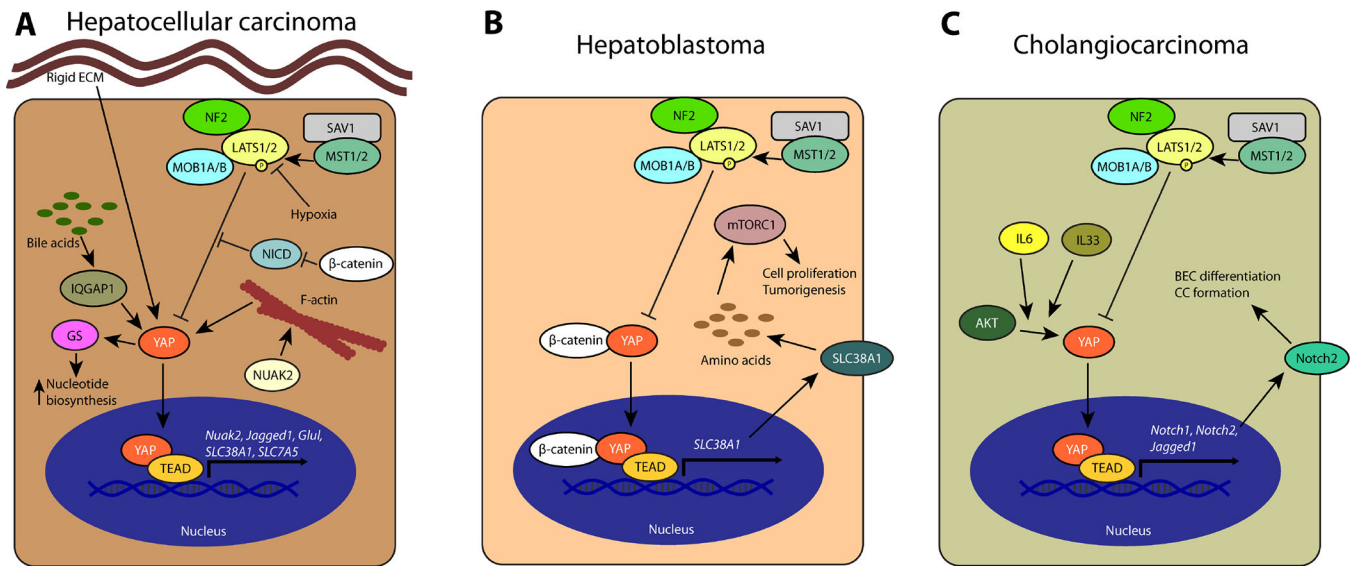 A
Hepatocellular carcinoma
Rigid ECM
NF2
SAV1
LATS1/2
MST1/2
MOB1A/B
P
Hypoxia
Bile acids
NICD
β-catenin
IQGAP1
F-actin
GS
YAP
NUAK2
Nucleotide
biosynthesis
Nuak2, Jagged1, Glul,
SLC38A1, SLC7A5
YAP
TEAD
Nucleus
B
Hepatoblastoma
NF2
SAV1
LATS1/2
MST1/2
MOB1A/B
P
mTORC1
Cell proliferation
Tumorigenesis
β-catenin
YAP
Amino acids
SLC38A1
SLC38A1
β-catenin
YAP
TEAD
Nucleus
C
Cholangiocarcinoma
NF2
SAV1
LATS1/2
MST1/2
MOB1A/B
P
IL6
IL33
BEC differentiation
CC formation
AKT
YAP
Notch2
Notch1, Notch2,
Jagged1
YAP
TEAD
Nucleus